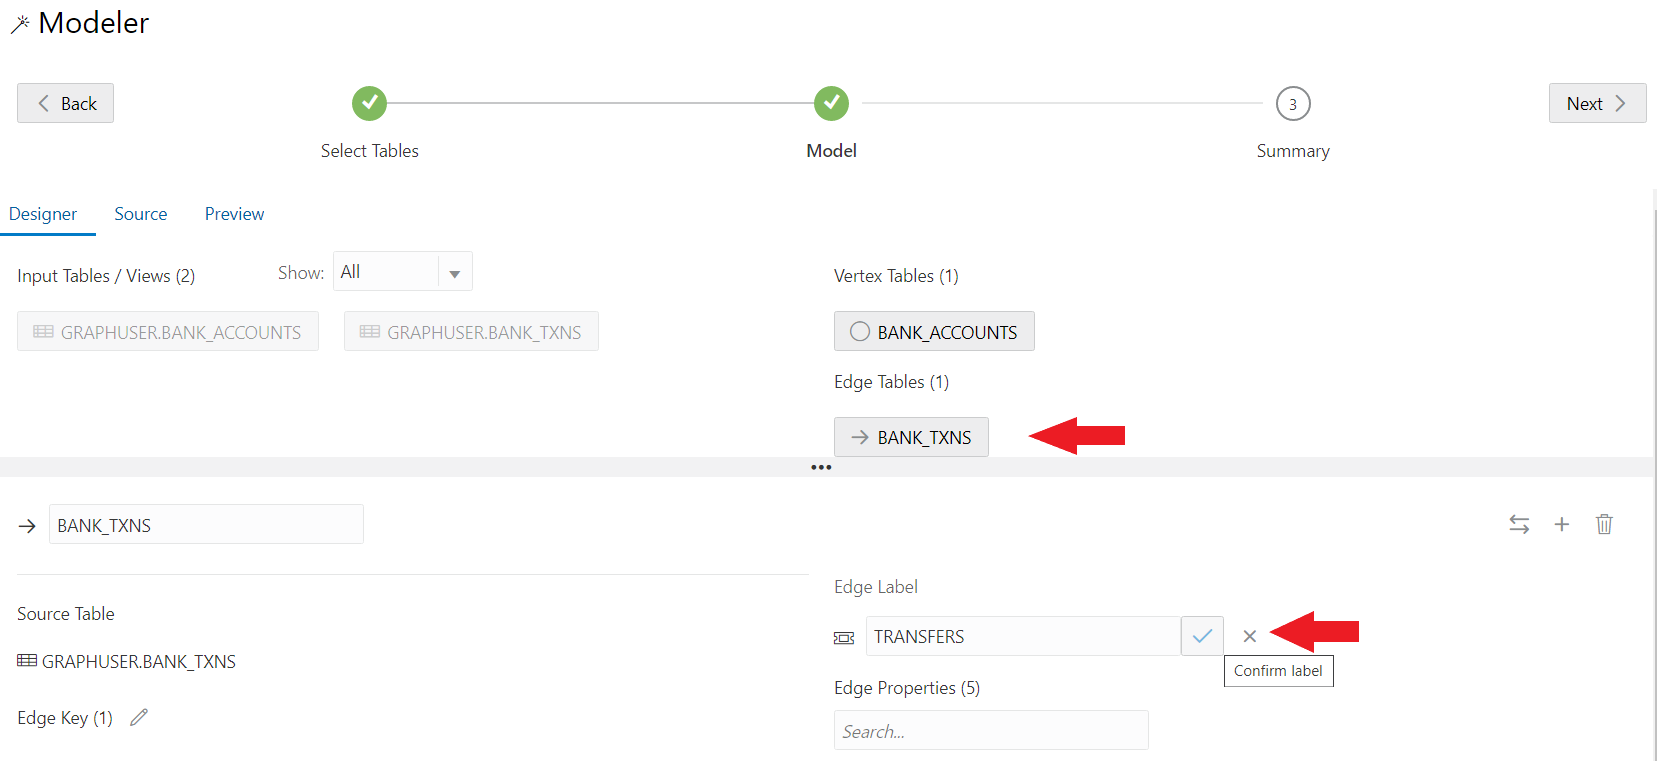 Modeler
Back
Next
3
Select Tables
Model
Summary
Designer Source Preview
Input Tables / Views (2)
Show: All
Vertex Tables (1)
GRAPHUSER.BANK_ACCOUNTS
GRAPHUSER.BANK_TXNS
BANK_ACCOUNTS
Edge Tables (1)
BANK_TXNS
BANK_TXNS
Edge Label
Source Table
TRANSFERS
GRAPHUSER.BANK_TXNS
Confirm label
Edge Properties (5)
Edge Key (1)
Search...